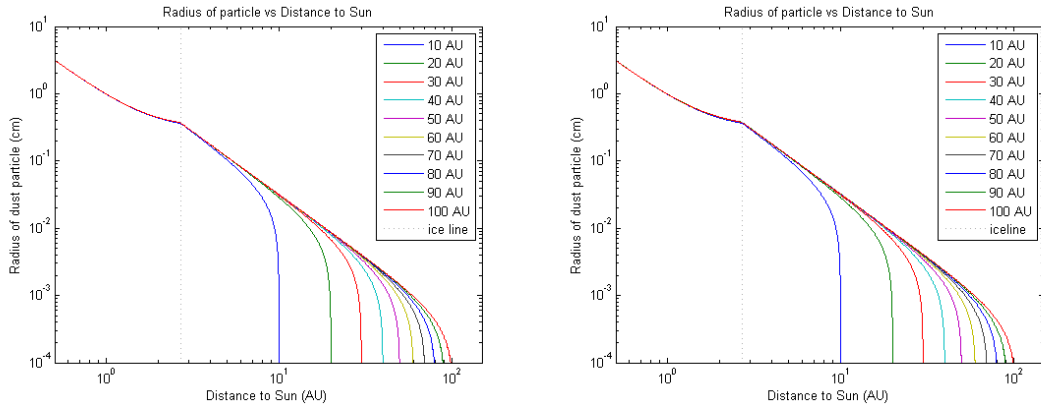 Radius of particle vs Distance to Sun
10^1
10^0
10^-1
10^-2
10^-3
10^-4
Radius of dust particle (cm)
10 AU
20 AU
30 AU
40 AU
50 AU
60 AU
70 AU
80 AU
90 AU
100 AU
ice line
10^0
10^1
10^2
Distance to Sun (AU)
Radius of particle vs Distance to Sun
10^1
10^0
10^-1
10^-2
10^-3
10^-4
Radius of dust particle (cm)
10 AU
20 AU
30 AU
40 AU
50 AU
60 AU
70 AU
80 AU
90 AU
100 AU
iceline
10^0
10^1
10^2
Distance to Sun (AU)